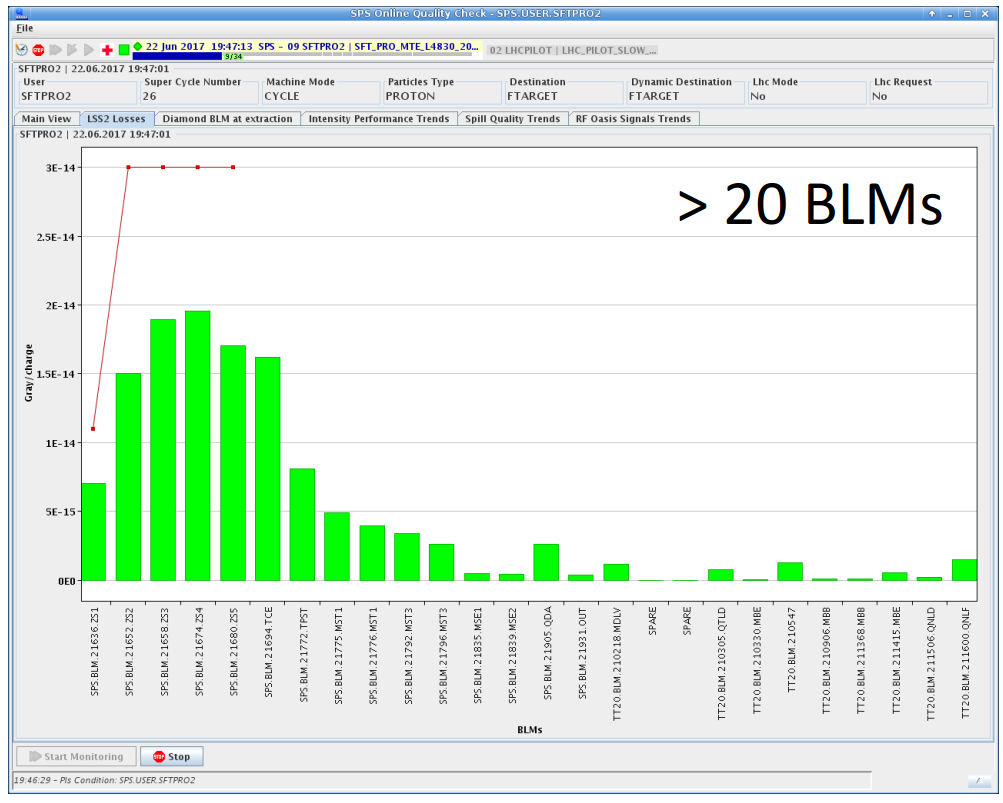 SPS Online Quality Check - SPS.USER.SFTPRO2
File
22 Jun 2017 19:47:13 SPS - 09 SFTPRO2 | SFT_PRO_MTE_L4830_20... 02 LHCPILOT | LHC_PILOT_SLOW_...
9/34
SFTPRO2 | 22.06.2017 19:47:01
User Super Cycle Number Machine Mode Particles Type Destination Dynamic Destination Lhc Mode Lhc Request
SFTPRO2 26 CYCLE PROTON FTARGET FTARGET No No
Main View LSS2 Losses Diamond BLM at extraction Intensity Performance Trends Spill Quality Trends RF Oasis Signals Trends
SFTPRO2 | 22.06.2017 19:47:01
> 20 BLMs
3E-14
2.5E-14
2E-14
1.5E-14
1E-14
5E-15
0E0
Gray/charge
SPS.BLM.21636.ZS1
SPS.BLM.21652.ZS2
SPS.BLM.21658.ZS3
SPS.BLM.21674.ZS4
SPS.BLM.21680.ZS5
SPS.BLM.21694.TCE
SPS.BLM.21772.TPST
SPS.BLM.21775.MST1
SPS.BLM.21776.MST1
SPS.BLM.21792.MST3
SPS.BLM.21796.MST3
SPS.BLM.21835.MSE1
SPS.BLM.21839.MSE2
SPS.BLM.21905.QDA
SPS.BLM.21931.OUT
TT20.BLM.210218.MDLV
SPARE
SPARE
TT20.BLM.210305.QTLD
TT20.BLM.210330.MBE
TT20.BLM.210547
TT20.BLM.210906.MBB
TT20.BLM.211368.MBB
TT20.BLM.211415.MBE
TT20.BLM.211506.QNLD
TT20.BLM.211600.QNLF
BLMs
Start Monitoring STOP Stop
19:46:29 - Pls Condition: SPS.USER.SFTPRO2